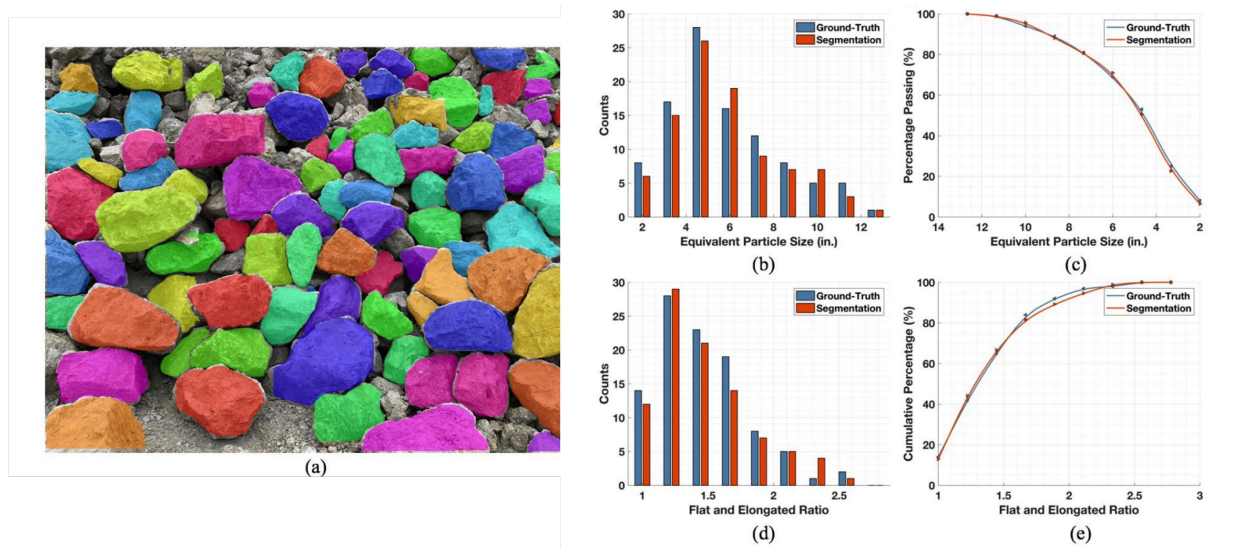 30
25
20
15
10
5
0
Counts
Ground-Truth
Segmentation
2 4 6 8 10 12
Equivalent Particle Size (in.)
(b)
100
80
60
40
20
0
Percentage Passing (%)
Ground-Truth
Segmentation
14 12 10 8 6 4 2
Equivalent Particle Size (in.)
(c)
(a)
30
25
20
15
10
5
0
Counts
Ground-Truth
Segmentation
1 1.5 2 2.5
Flat and Elongated Ratio
(d)
100
80
60
40
20
0
Cumulative Percentage (%)
Ground-Truth
Segmentation
1 1.5 2 2.5 3
Flat and Elongated Ratio
(e)